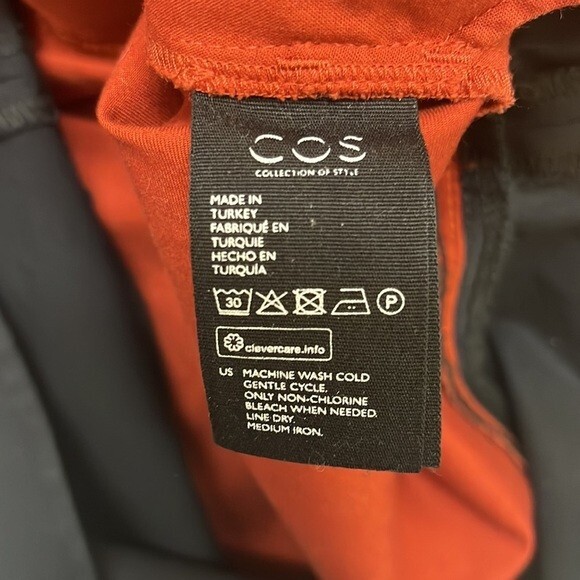 COS
COLLECTION OF STYLE
MADE IN
TURKEY
FABRIQUÉ EN
TURQUIE
HECHO EN
TURQUÍA
30 P
clevercare.info
US MACHINE WASH COLD
GENTLE CYCLE.
ONLY NON-CHLORINE
BLEACH WHEN NEEDED.
LINE DRY.
MEDIUM IRON.